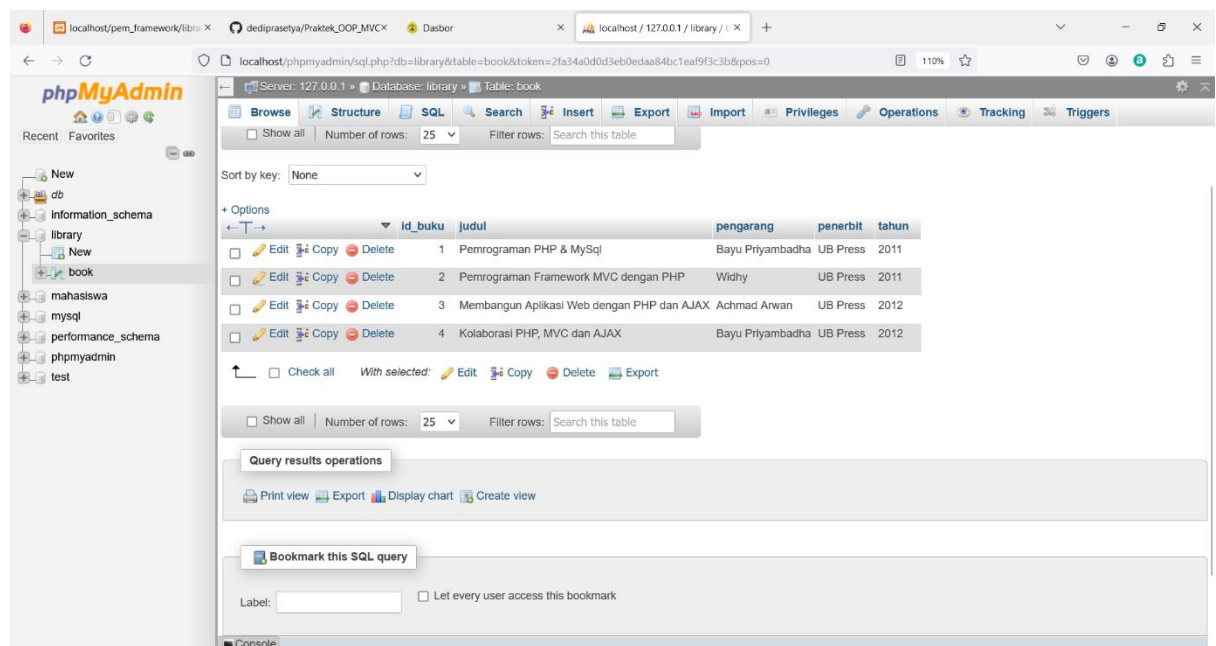 localhost/pem_framework/libra
dediprasetya/Praktek_OOP_MVC
Dasbor
localhost / 127.0.0.1 / library / b
localhost/phpmyadmin/sql.php?db=library&table=book&token=2fa34a0d0d3eb0edaa84bc1eaf9f3c3b&pos=0
110%
phpMyAdmin
Recent Favorites
New
db
information_schema
library
New
book
mahasiswa
mysql
performance_schema
phpmyadmin
test
Server: 127.0.0.1 » Database: library » Table: book
Browse Structure SQL Search Insert Export Import Privileges Operations Tracking Triggers
Show all Number of rows: 25 Filter rows: Search this table
Sort by key: None
+ Options
←T→ id_buku judul pengarang penerbit tahun
Edit Copy Delete 1 Pemrograman PHP & MySql Bayu Priyambadha UB Press 2011
Edit Copy Delete 2 Pemrograman Framework MVC dengan PHP Widhy UB Press 2011
Edit Copy Delete 3 Membangun Aplikasi Web dengan PHP dan AJAX Achmad Arwan UB Press 2012
Edit Copy Delete 4 Kolaborasi PHP, MVC dan AJAX Bayu Priyambadha UB Press 2012
Check all With selected: Edit Copy Delete Export
Show all Number of rows: 25 Filter rows: Search this table
Query results operations
Print view Export Display chart Create view
Bookmark this SQL query
Label: Let every user access this bookmark
Console